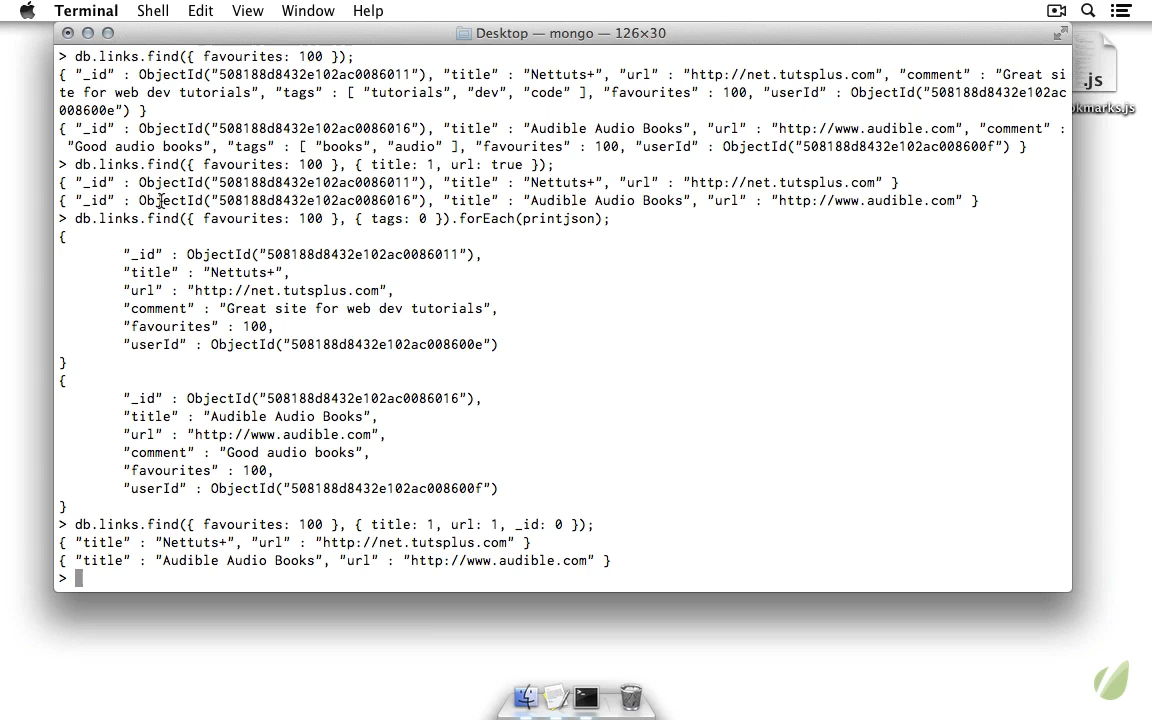 Terminal Shell Edit View Window Help
Desktop — mongo — 126×30
> db.links.find({ favourites: 100 });
{ "_id" : ObjectId("508188d8432e102ac0086011"), "title" : "Nettuts+", "url" : "http://net.tutsplus.com", "comment" : "Great si
te for web dev tutorials", "tags" : [ "tutorials", "dev", "code" ], "favourites" : 100, "userId" : ObjectId("508188d8432e102ac
008600e") }
{ "_id" : ObjectId("508188d8432e102ac0086016"), "title" : "Audible Audio Books", "url" : "http://www.audible.com", "comment" :
"Good audio books", "tags" : [ "books", "audio" ], "favourites" : 100, "userId" : ObjectId("508188d8432e102ac008600f") }
> db.links.find({ favourites: 100 }, { title: 1, url: true });
{ "_id" : ObjectId("508188d8432e102ac0086011"), "title" : "Nettuts+", "url" : "http://net.tutsplus.com" }
{ "_id" : ObjectId("508188d8432e102ac0086016"), "title" : "Audible Audio Books", "url" : "http://www.audible.com" }
> db.links.find({ favourites: 100 }, { tags: 0 }).forEach(printjson);
{
"_id" : ObjectId("508188d8432e102ac0086011"),
"title" : "Nettuts+",
"url" : "http://net.tutsplus.com",
"comment" : "Great site for web dev tutorials",
"favourites" : 100,
"userId" : ObjectId("508188d8432e102ac008600e")
}
{
"_id" : ObjectId("508188d8432e102ac0086016"),
"title" : "Audible Audio Books",
"url" : "http://www.audible.com",
"comment" : "Good audio books",
"favourites" : 100,
"userId" : ObjectId("508188d8432e102ac008600f")
}
> db.links.find({ favourites: 100 }, { title: 1, url: 1, _id: 0 });
{ "title" : "Nettuts+", "url" : "http://net.tutsplus.com" }
{ "title" : "Audible Audio Books", "url" : "http://www.audible.com" }
>
.js
okmarks.js